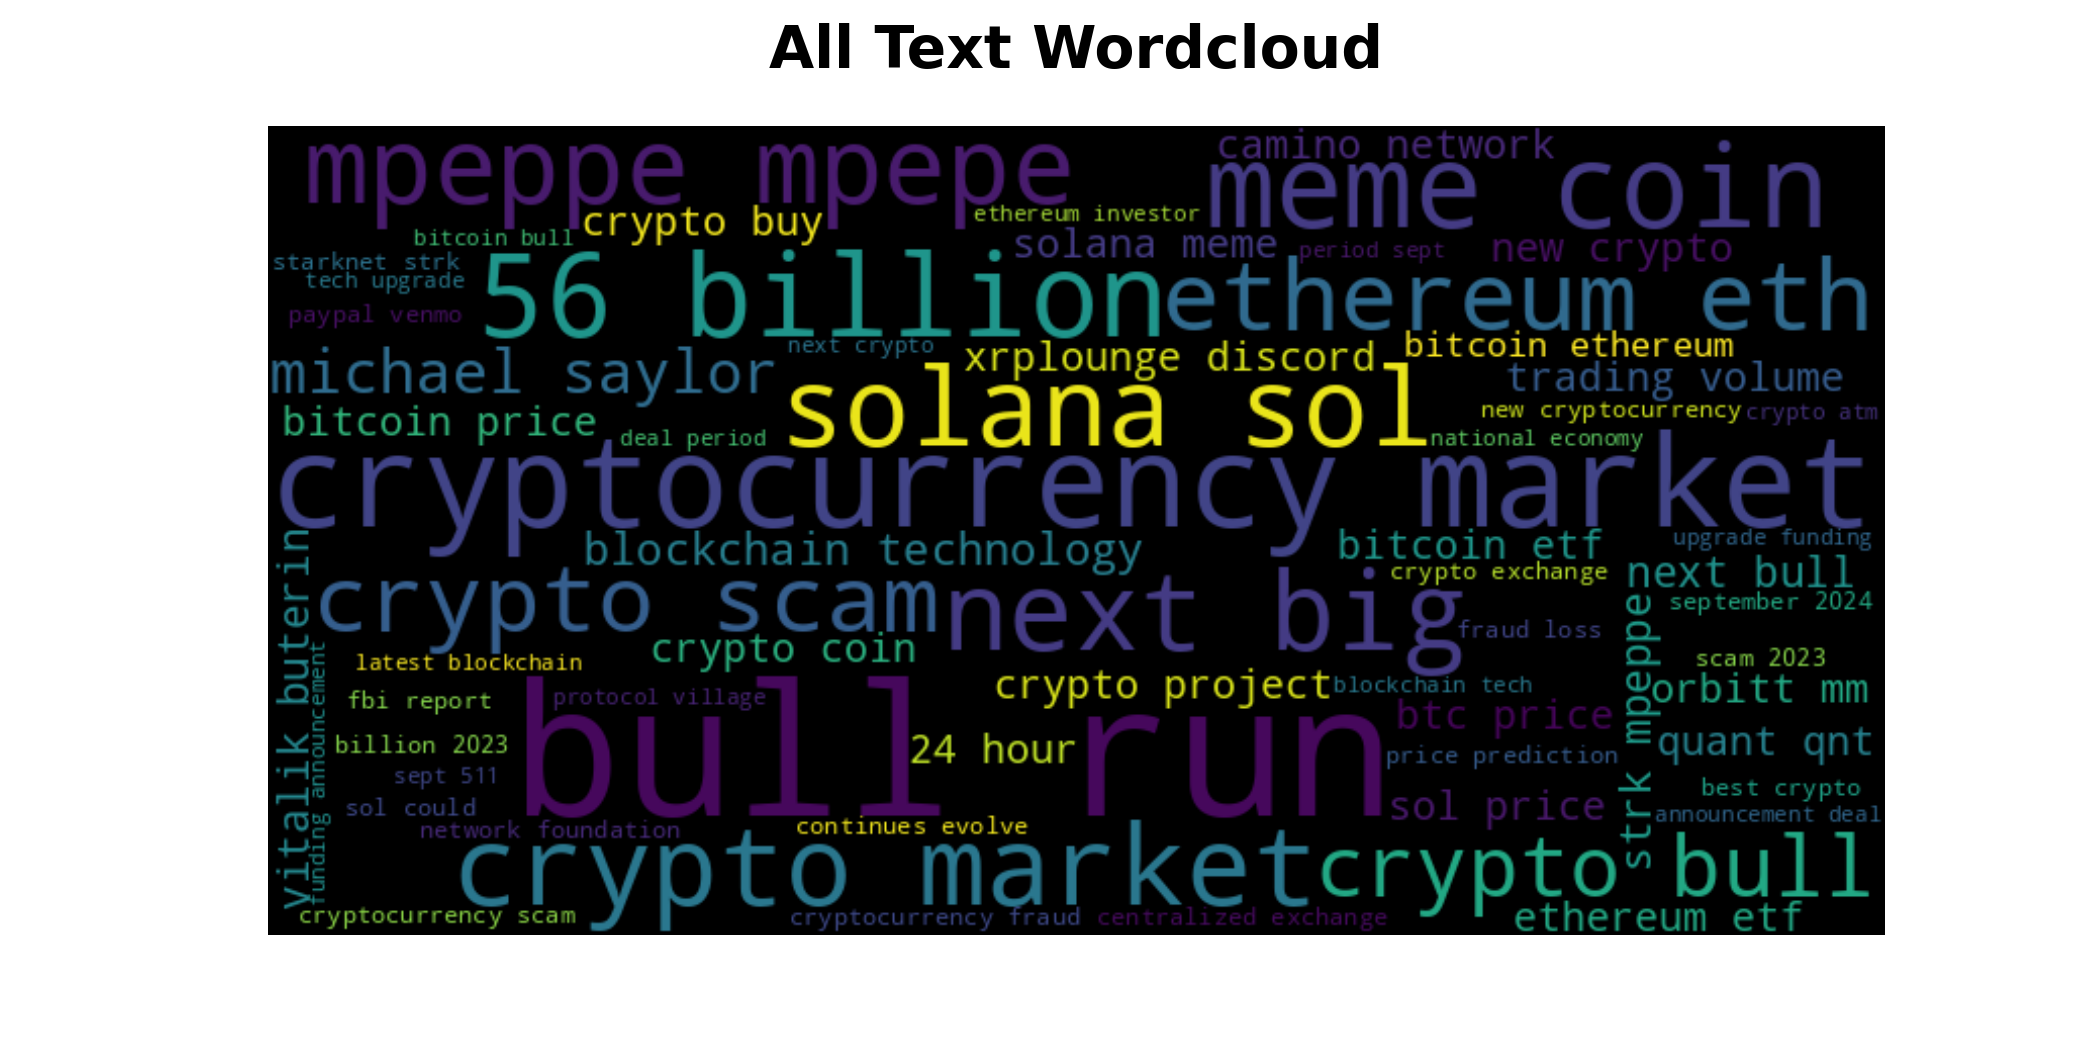 All Text Wordcloud
mpeppe mpepe
camino network
meme coin
crypto buy
ethereum investor
bitcoin bull
solana meme
period sept
new crypto
starknet strk
tech upgrade
56 billion
ethereum eth
paypal venmo
next crypto
xrplounge discord
bitcoin ethereum
michael saylor
trading volume
solana sol
bitcoin price
new cryptocurrency
crypto atm
deal period
national economy
cryptocurrency market
blockchain technology
bitcoin etf
upgrade funding
crypto exchange
next bull
crypto scam
next big
september 2024
fraud loss
crypto coin
latest blockchain
scam 2023
crypto project
blockchain tech
orbitt mm
fbi report
protocol village
bull run
btc price
billion 2023
24 hour
quant qnt
price prediction
sept 511
best crypto
sol could
sol price
announcement deal
network foundation
continues evolve
crypto market
crypto bull
cryptocurrency scam
cryptocurrency fraud
centralized exchange
ethereum etf
vitalik buterin
funding announcement
strk mpeppe